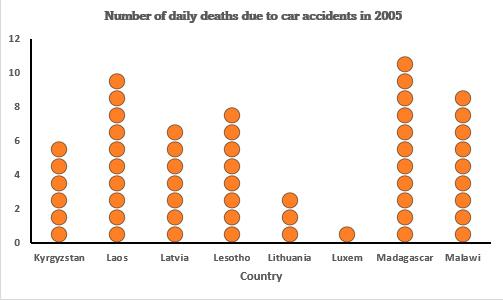 Number of daily deaths due to car accidents in 2005
12
10
8
6
4
2
0
Kyrgyzstan Laos Latvia Lesotho Lithuania Luxem Madagascar Malawi
Country